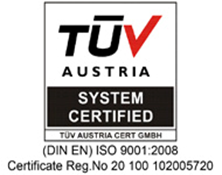 TÜV
AUSTRIA
SYSTEM
CERTIFIED
TÜV AUSTRIA CERT GMBH
(DIN EN) ISO 9001:2008
Certificate Reg.No 20 100 102005720